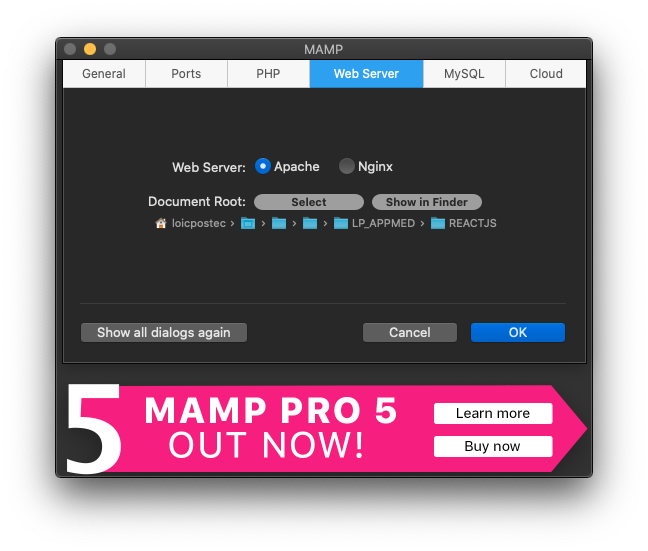 MAMP
General Ports PHP Web Server MySQL Cloud
Web Server: Apache Nginx
Document Root: Select Show in Finder
loicpostec › › › › LP_APPMED › REACTJS
Show all dialogs again Cancel OK
5 MAMP PRO 5 Learn more
OUT NOW! Buy now